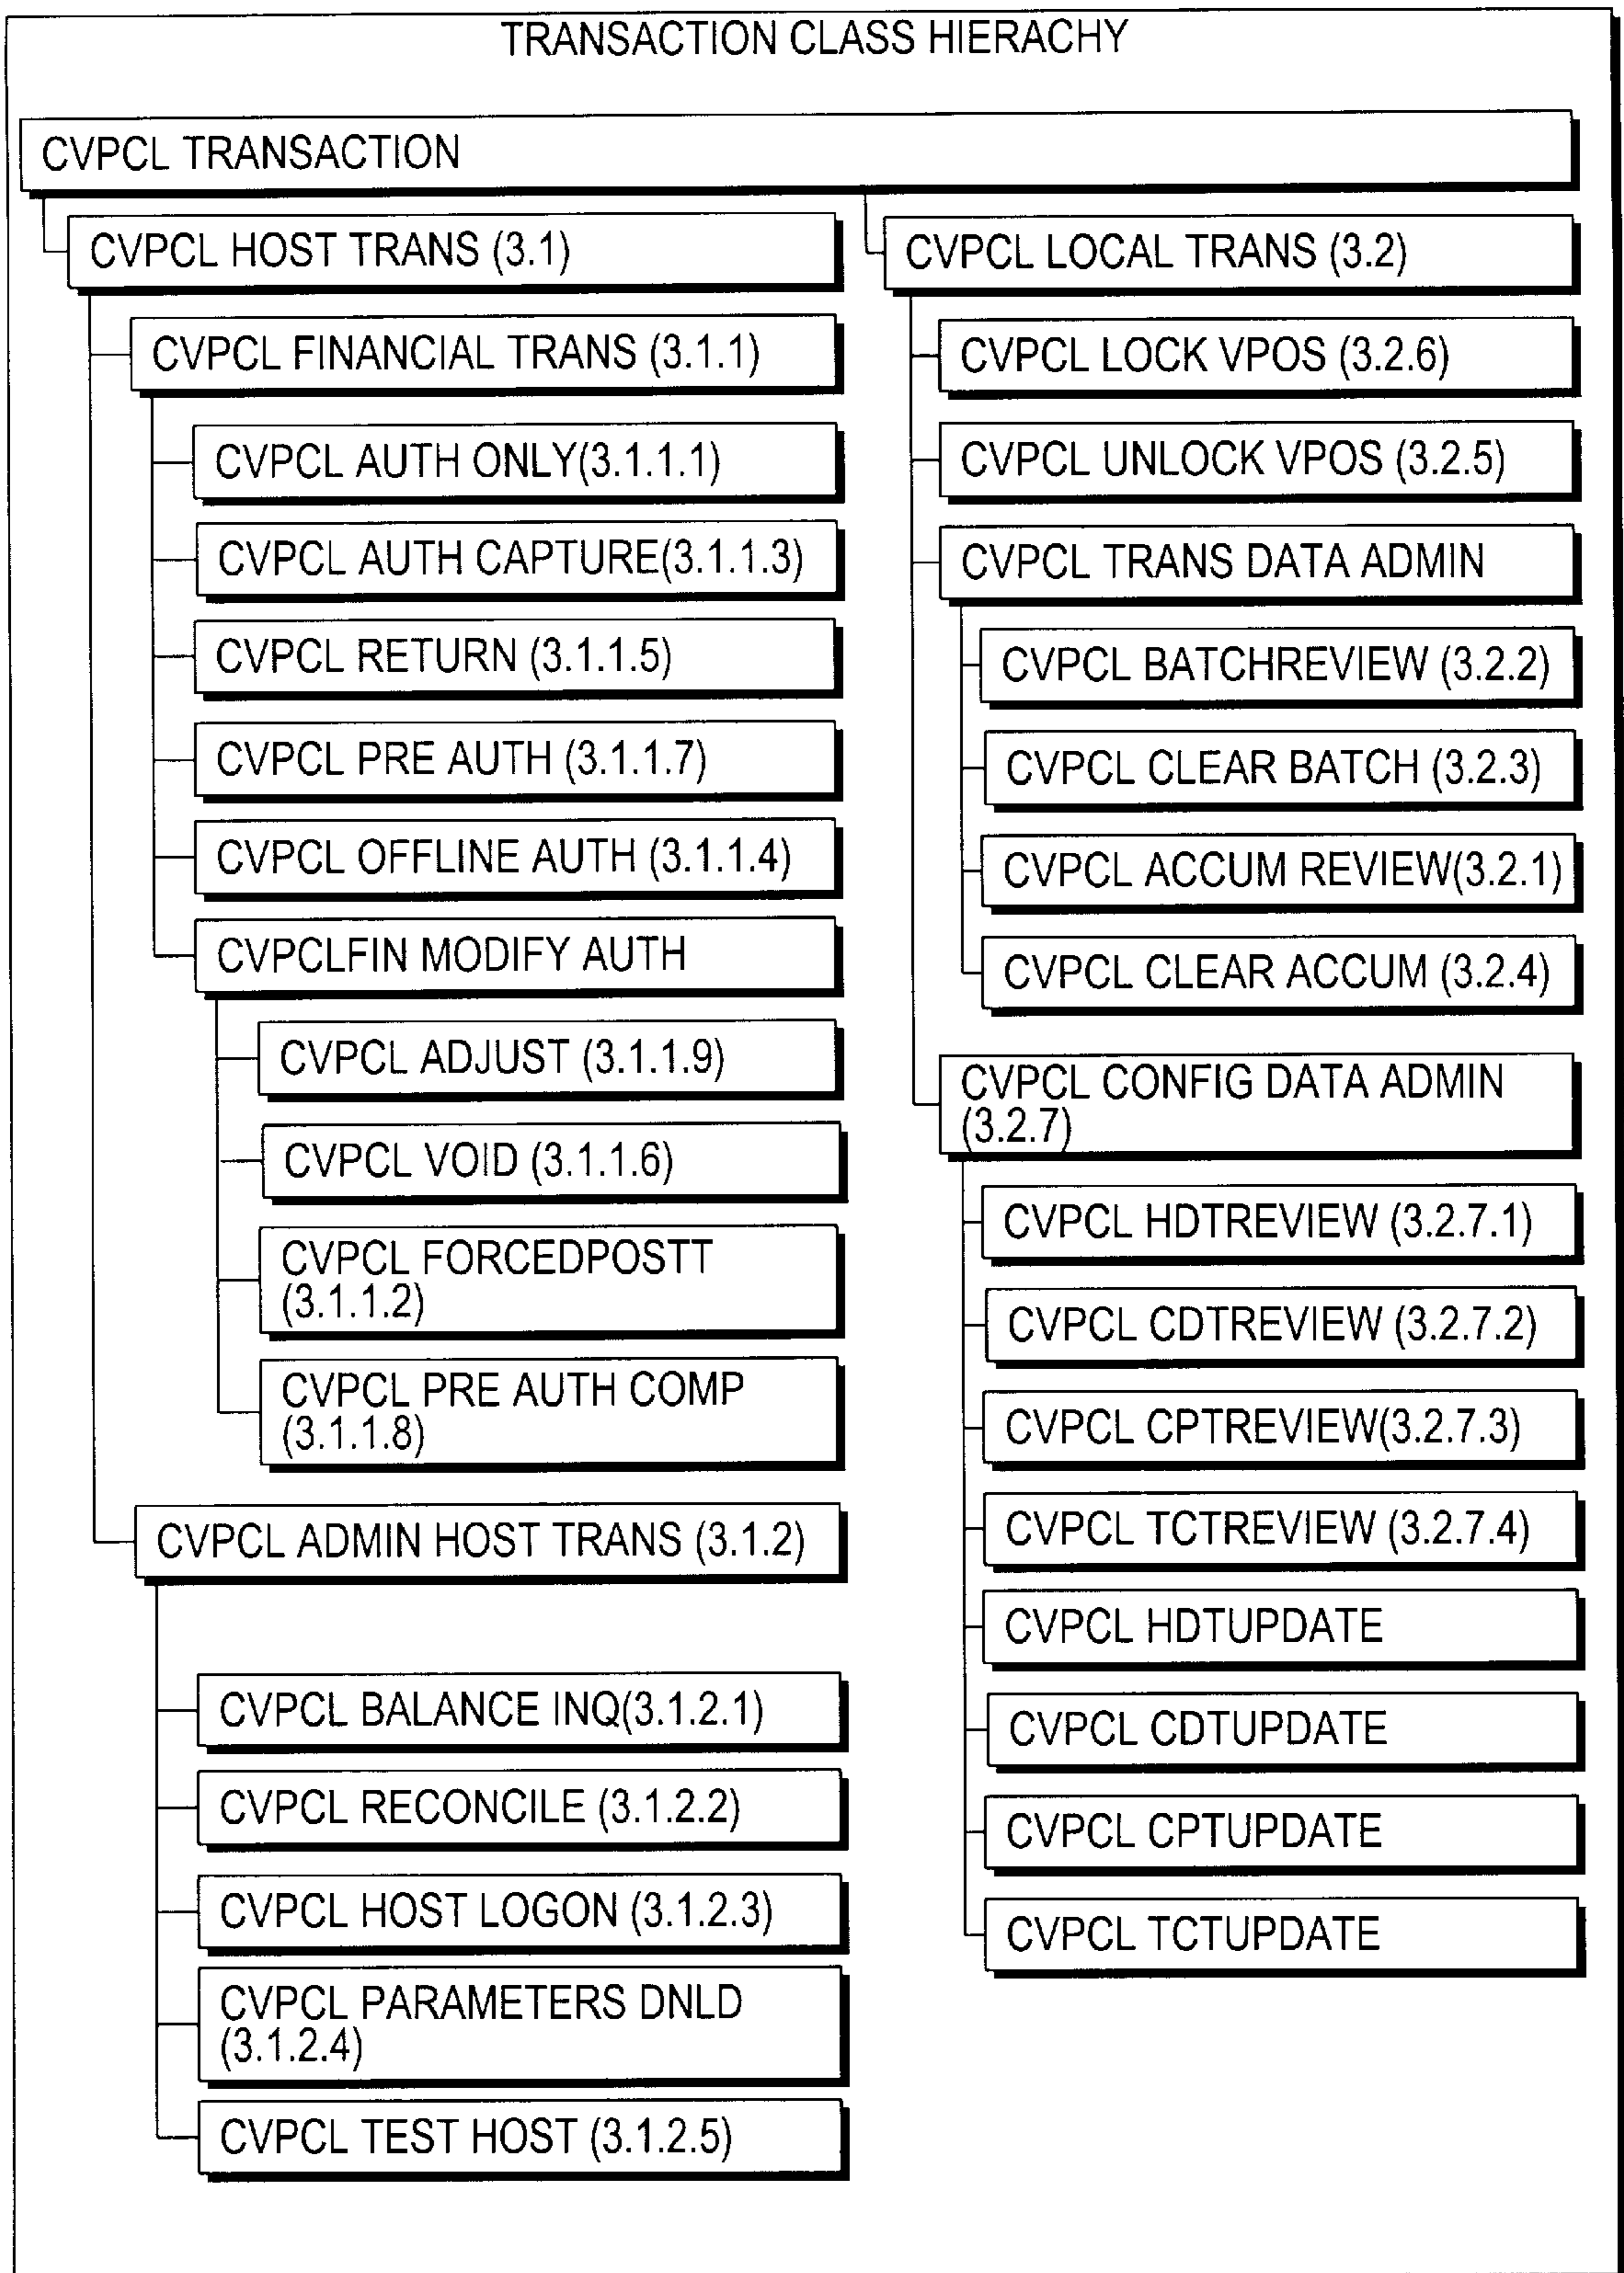 TRANSACTION CLASS HIERACHY
CVPCL TRANSACTION
CVPCL HOST TRANS (3.1)
CVPCL FINANCIAL TRANS (3.1.1)
CVPCL AUTH ONLY(3.1.1.1)
CVPCL AUTH CAPTURE(3.1.1.3)
CVPCL RETURN (3.1.1.5)
CVPCL PRE AUTH (3.1.1.7)
CVPCL OFFLINE AUTH (3.1.1.4)
CVPCLFIN MODIFY AUTH
CVPCL ADJUST (3.1.1.9)
CVPCL VOID (3.1.1.6)
CVPCL FORCEDPOSTT
(3.1.1.2)
CVPCL PRE AUTH COMP
(3.1.1.8)
CVPCL ADMIN HOST TRANS (3.1.2)
CVPCL BALANCE INQ(3.1.2.1)
CVPCL RECONCILE (3.1.2.2)
CVPCL HOST LOGON (3.1.2.3)
CVPCL PARAMETERS DNLD
(3.1.2.4)
CVPCL TEST HOST (3.1.2.5)
CVPCL LOCAL TRANS (3.2)
CVPCL LOCK VPOS (3.2.6)
CVPCL UNLOCK VPOS (3.2.5)
CVPCL TRANS DATA ADMIN
CVPCL BATCHREVIEW (3.2.2)
CVPCL CLEAR BATCH (3.2.3)
CVPCL ACCUM REVIEW(3.2.1)
CVPCL CLEAR ACCUM (3.2.4)
CVPCL CONFIG DATA ADMIN
(3.2.7)
CVPCL HDTREVIEW (3.2.7.1)
CVPCL CDTREVIEW (3.2.7.2)
CVPCL CPTREVIEW(3.2.7.3)
CVPCL TCTREVIEW (3.2.7.4)
CVPCL HDTUPDATE
CVPCL CDTUPDATE
CVPCL CPTUPDATE
CVPCL TCTUPDATE